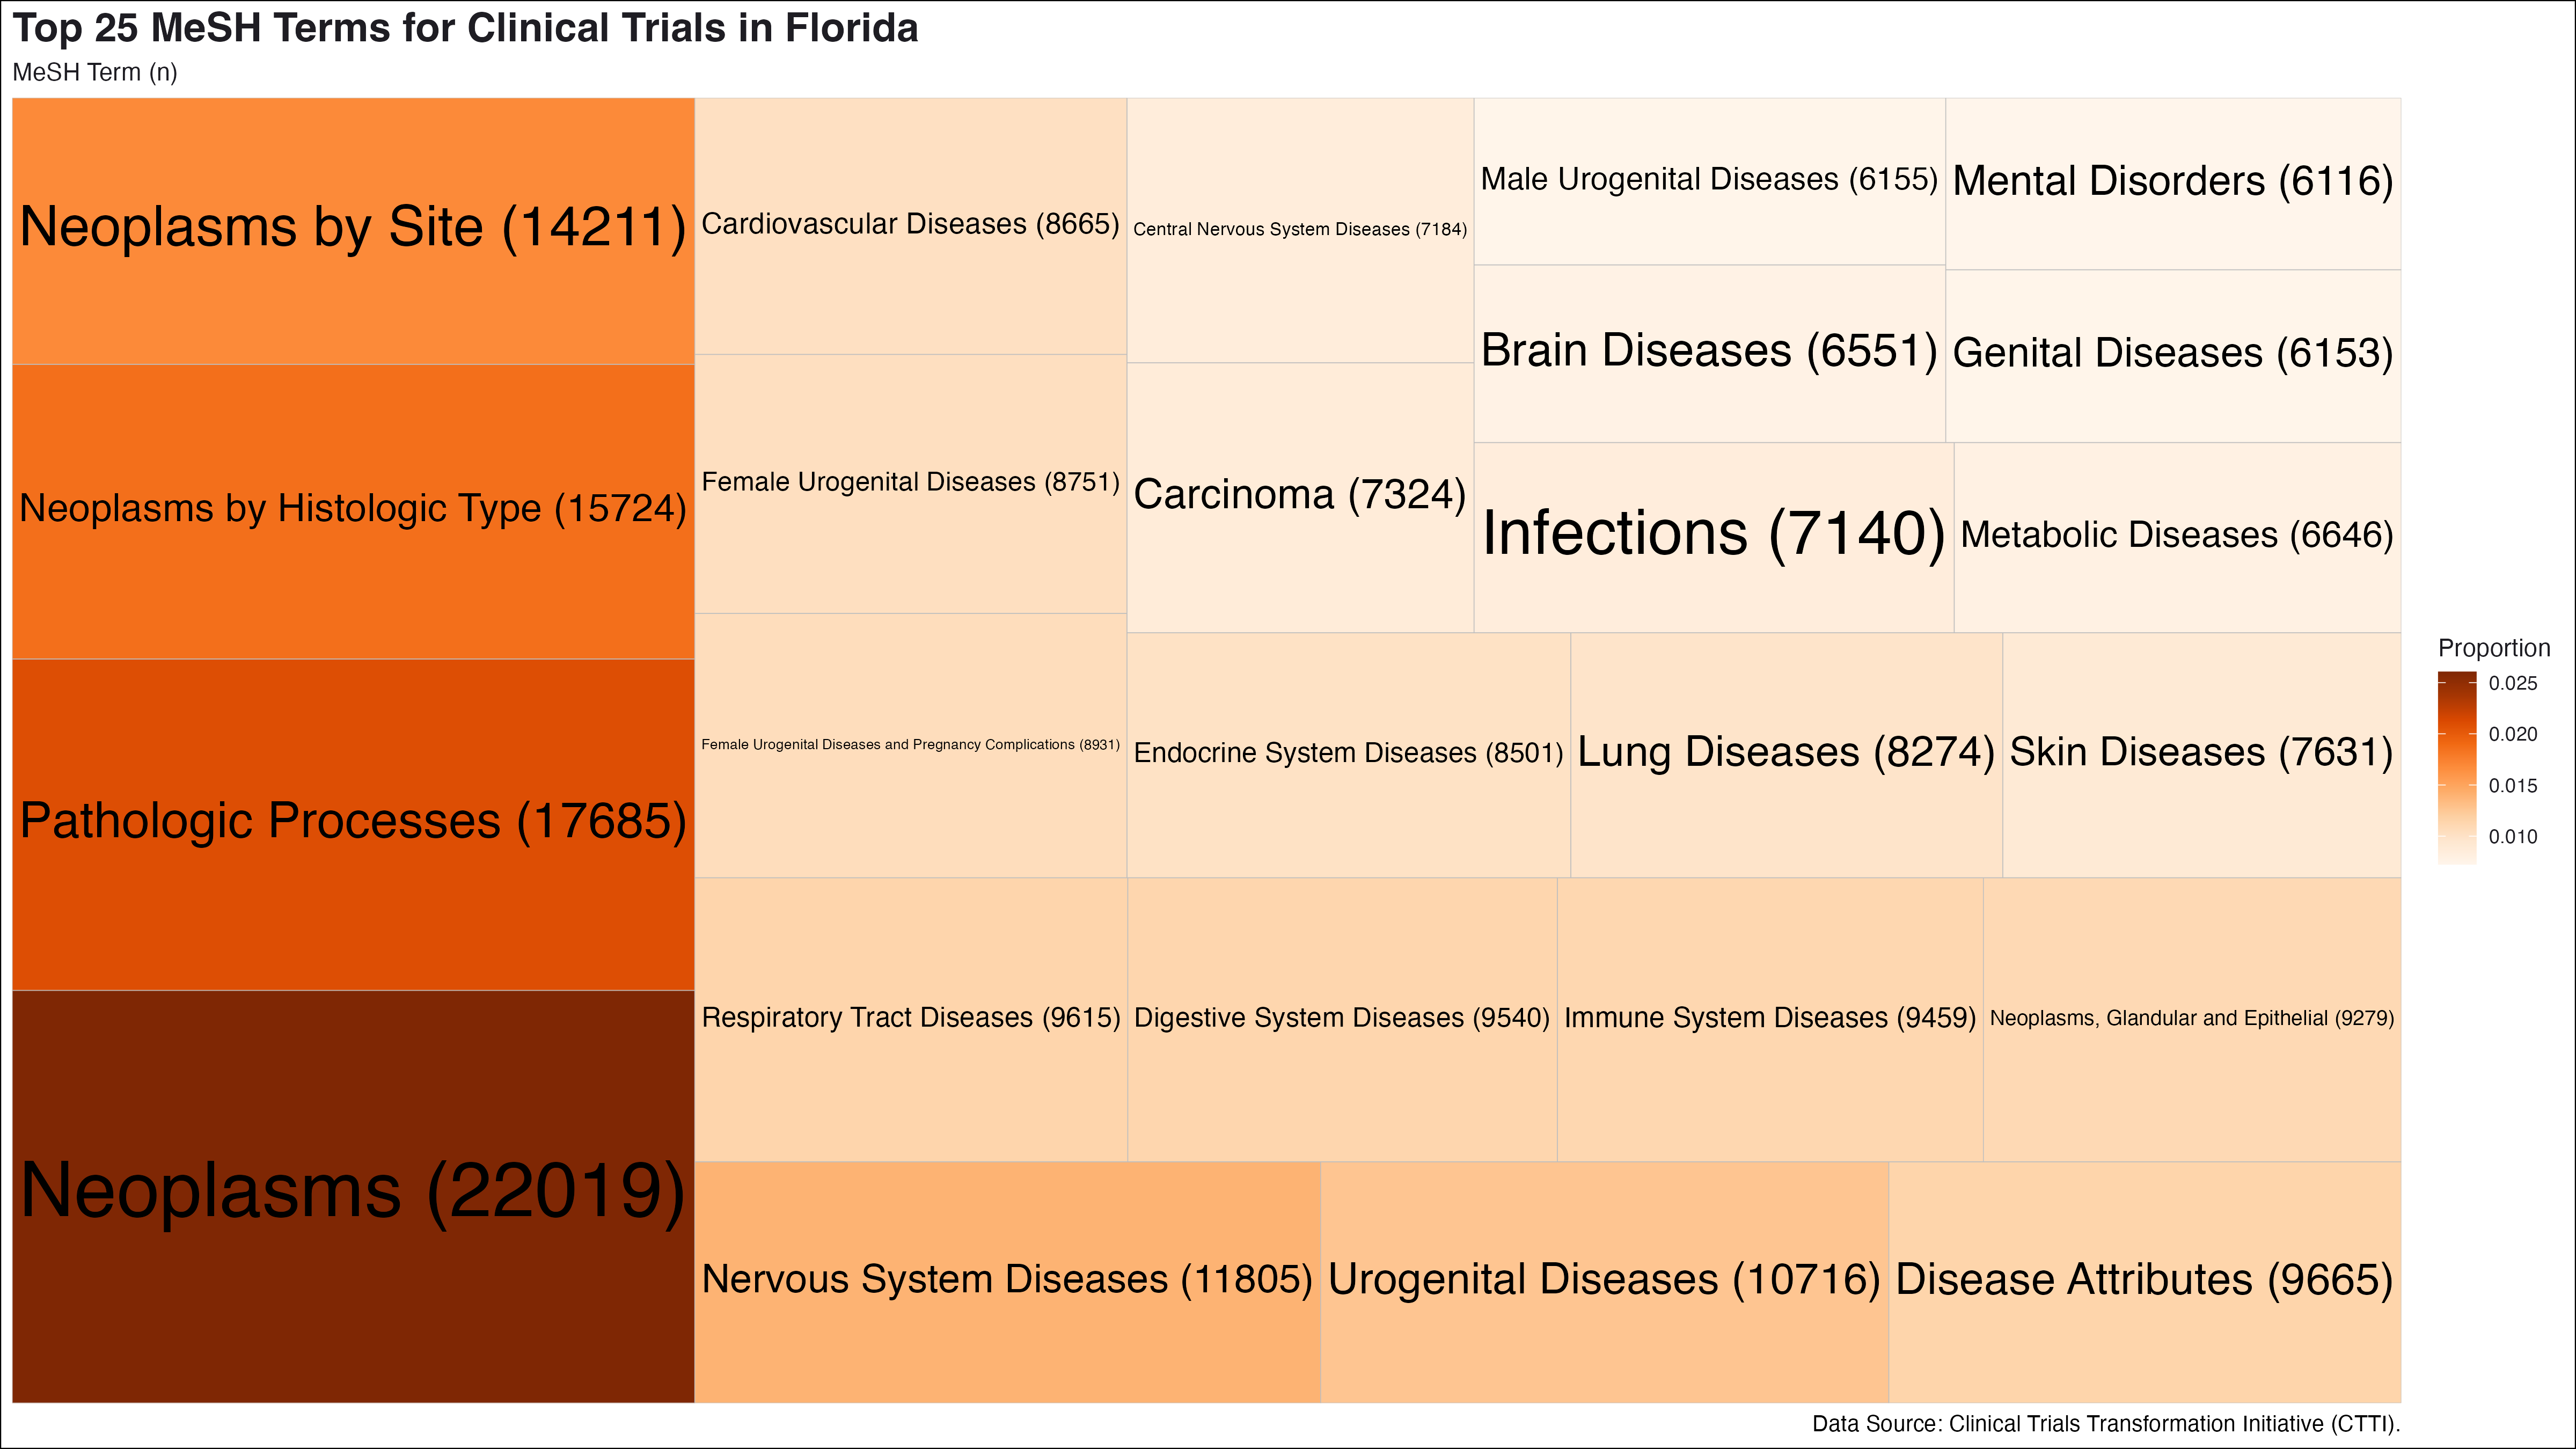 Top 25 MeSH Terms for Clinical Trials in Florida
MeSH Term (n)
Neoplasms by Site (14211)
Neoplasms by Histologic Type (15724)
Pathologic Processes (17685)
Neoplasms (22019)
Cardiovascular Diseases (8665)
Female Urogenital Diseases (8751)
Female Urogenital Diseases and Pregnancy Complications (8931)
Central Nervous System Diseases (7184)
Carcinoma (7324)
Male Urogenital Diseases (6155)
Mental Disorders (6116)
Brain Diseases (6551)
Genital Diseases (6153)
Infections (7140)
Metabolic Diseases (6646)
Endocrine System Diseases (8501)
Lung Diseases (8274)
Skin Diseases (7631)
Respiratory Tract Diseases (9615)
Digestive System Diseases (9540)
Immune System Diseases (9459)
Neoplasms, Glandular and Epithelial (9279)
Nervous System Diseases (11805)
Urogenital Diseases (10716)
Disease Attributes (9665)
Proportion
0.025
0.020
0.015
0.010
Data Source: Clinical Trials Transformation Initiative (CTTI).